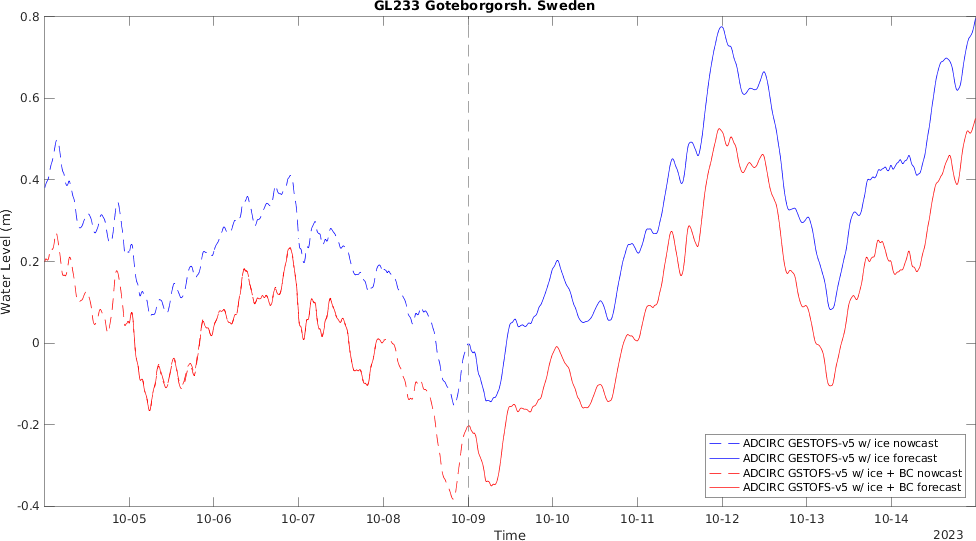 GL233 Goteborgorsh. Sweden
0.8
0.6
0.4
0.2
0
-0.2
-0.4
Water Level (m)
ADCIRC GESTOFS-v5 w/ ice nowcast
ADCIRC GESTOFS-v5 w/ ice forecast
ADCIRC GSTOFS-v5 w/ ice + BC nowcast
ADCIRC GSTOFS-v5 w/ ice + BC forecast
10-05 10-06 10-07 10-08 10-09 10-10 10-11 10-12 10-13 10-14
Time
2023